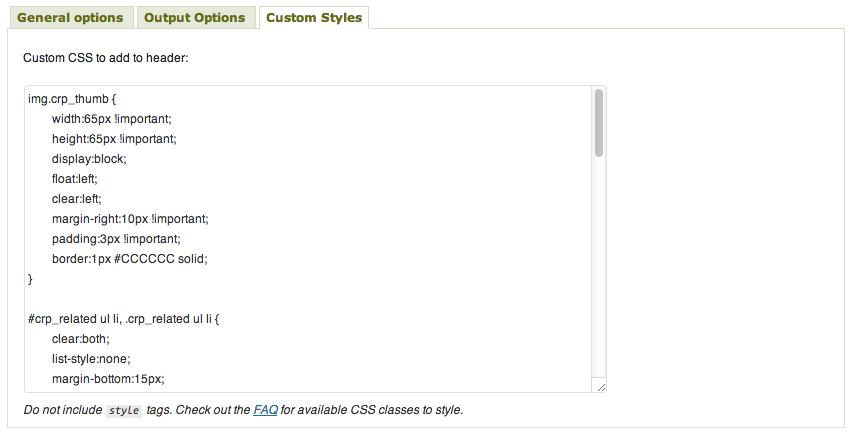 General options
Output Options
Custom Styles
Custom CSS to add to header:
img.crp_thumb {
width:65px !important;
height:65px !important;
display:block;
float:left;
clear:left;
margin-right:10px !important;
padding:3px !important;
border:1px #CCCCCC solid;
}
#crp_related ul li, .crp_related ul li {
clear:both;
list-style:none;
margin-bottom:15px;
Do not include style tags. Check out the FAQ for available CSS classes to style.